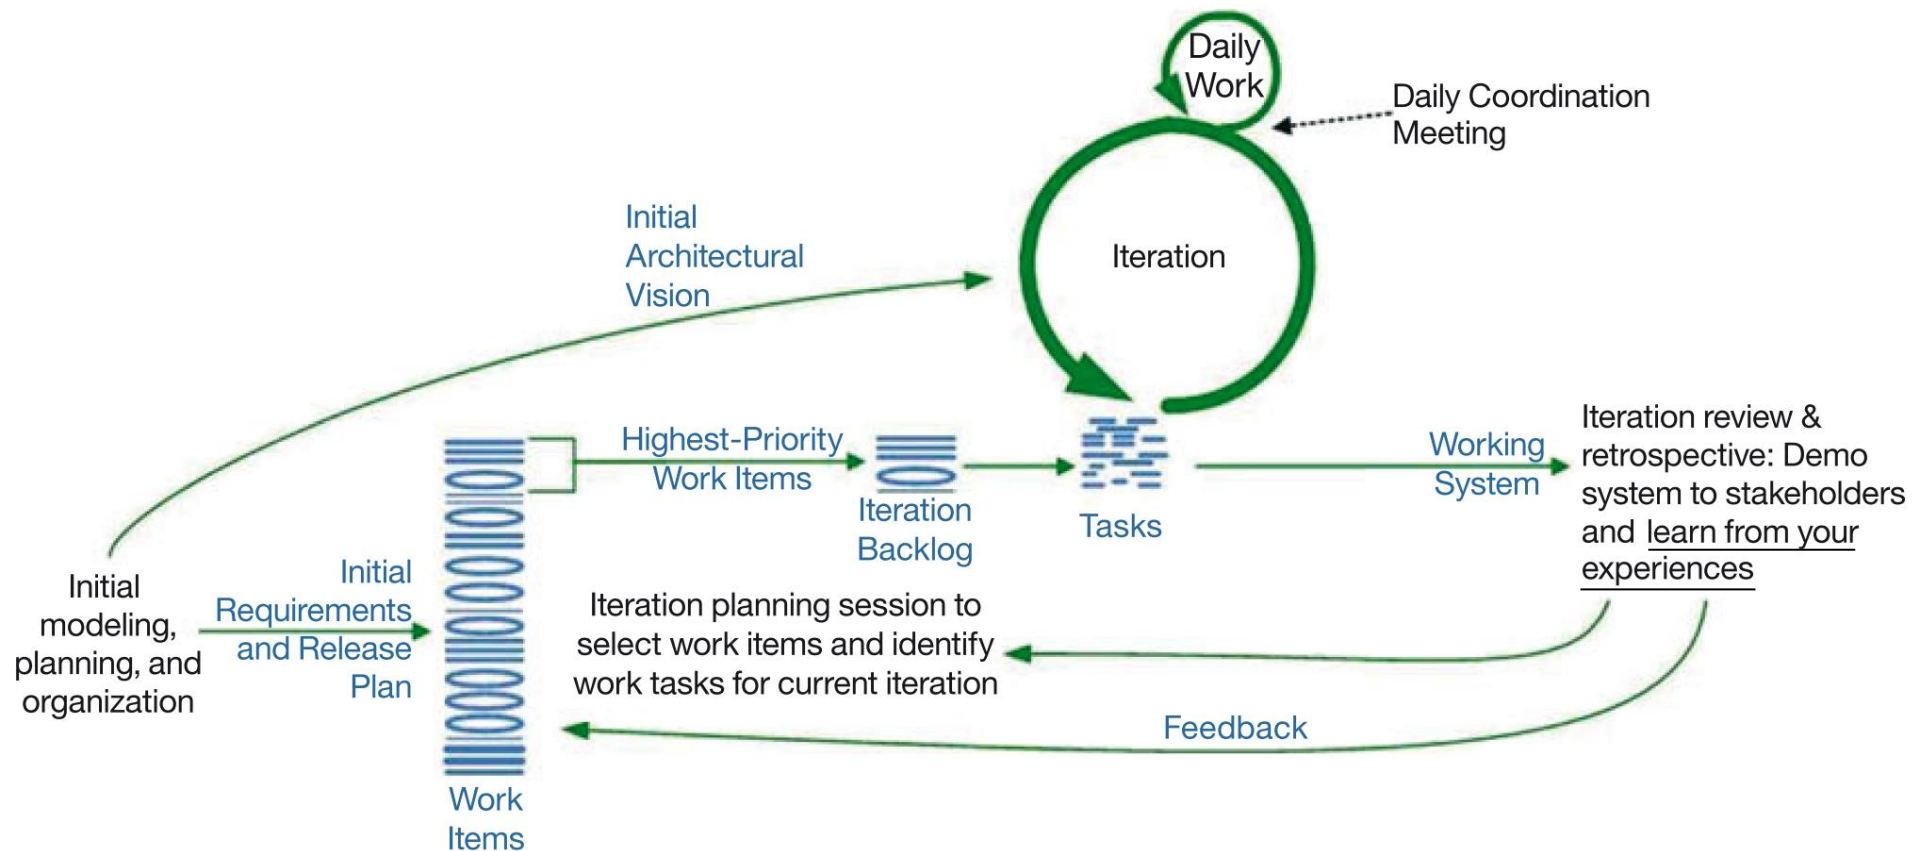 Daily
Work
Daily Coordination
Meeting
Initial
Architectural
Vision
Iteration
Highest-Priority
Work Items
Iteration
Backlog
Tasks
Working
System
Iteration review &
retrospective: Demo
system to stakeholders
and learn from your
experiences
Initial
modeling,
planning, and
organization
Initial
Requirements
and Release
Plan
Iteration planning session to
select work items and identify
work tasks for current iteration
Feedback
Work
Items